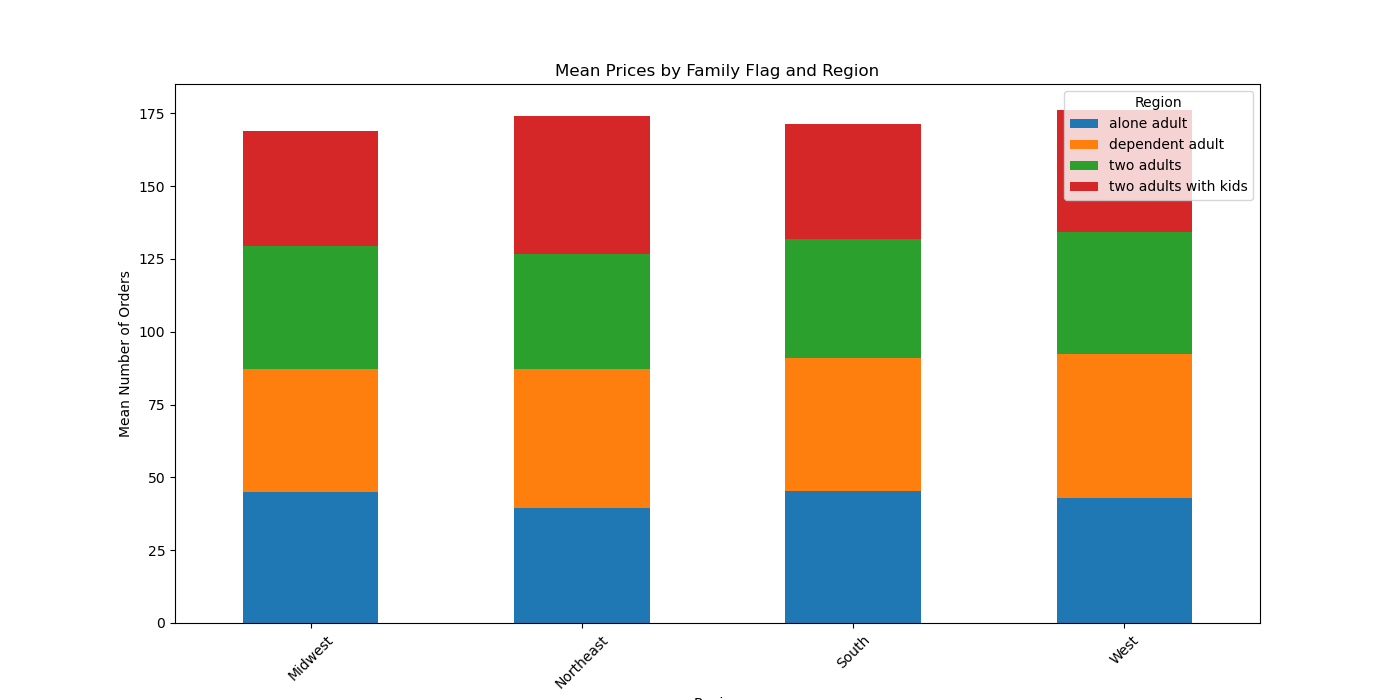 Mean Prices by Family Flag and Region
Region
alone adult
dependent adult
two adults
two adults with kids
Mean Number of Orders
175
150
125
100
75
50
25
0
Midwest
Northeast
South
West